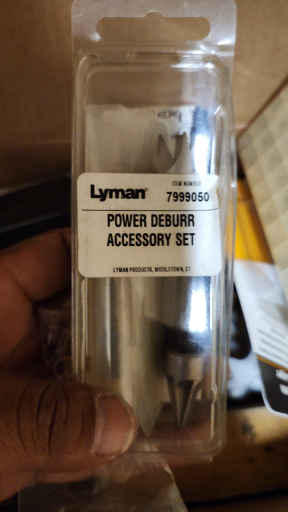 Lyman®
ITEM NUMBER
7999050
POWER DEBURR
ACCESSORY SET
LYMAN PRODUCTS, MIDDLETOWN, CT